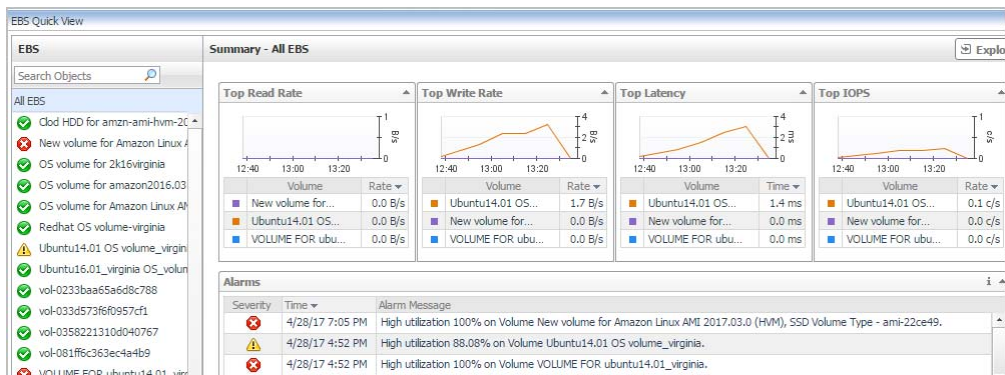 EBS Quick View
EBS
Search Objects
All EBS
Clod HDD for amzn-ami-hvm-20
New volume for Amazon Linux A
OS volume for 2k16virginia
OS volume for amazon2016.03
OS volume for Amazon Linux AM
Redhat OS volume-virginia
Ubuntu14.01 OS volume_virgin
Ubuntu16.01_virginia OS_volum
vol-0233baa65a6d8c788
vol-033d573f6f0957cf1
vol-0358221310d040767
vol-081ff6c363ec4a4b9
VOLUME FOR ubuntu14.01_virg
Summary - All EBS
Explo
Top Read Rate
1
0
B/s
12:40 13:00 13:20
Volume Rate
New volume for... 0.0 B/s
Ubuntu14.01 OS... 0.0 B/s
VOLUME FOR ubu... 0.0 B/s
Top Write Rate
4
2
0
B/s
12:40 13:00 13:20
Volume Rate
Ubuntu14.01 OS... 1.7 B/s
New volume for... 0.0 B/s
VOLUME FOR ubu... 0.0 B/s
Top Latency
4
2
0
ms
12:40 13:00 13:20
Volume Time
Ubuntu14.01 OS... 1.4 ms
New volume for... 0.0 ms
VOLUME FOR ubu... 0.0 ms
Top IOPS
1
0
c/s
12:40 13:00 13:20
Volume Rate
Ubuntu14.01 OS... 0.1 c/s
New volume for... 0.0 c/s
VOLUME FOR ubu... 0.0 c/s
Alarms
Severity Time Alarm Message
4/28/17 7:05 PM High utilization 100% on Volume New volume for Amazon Linux AMI 2017.03.0 (HVM), SSD Volume Type - ami-22ce49.
4/28/17 4:52 PM High utilization 88.08% on Volume Ubuntu14.01 OS volume_virginia.
4/28/17 4:52 PM High utilization 100% on Volume VOLUME FOR ubuntu14.01_virginia.